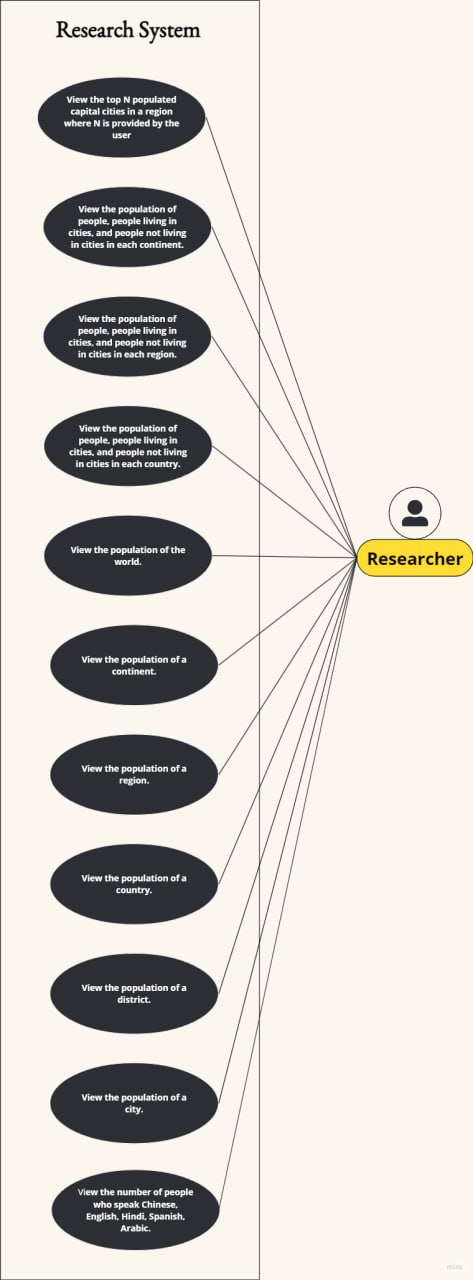 Research System
View the top N populated
capital cities in a region
where N is provided by the
user
View the population of
people, people living in
cities, and people not living
in cities in each continent.
View the population of
people, people living in
cities, and people not living
in cities in each region.
View the population of
people, people living in
cities, and people not living
in cities in each country.
View the population of the
world.
Researcher
View the population of a
continent.
View the population of a
region.
View the population of a
country.
View the population of a
district.
View the population of a
city.
View the number of people
who speak Chinese,
English, Hindi, Spanish,
Arabic.
miro